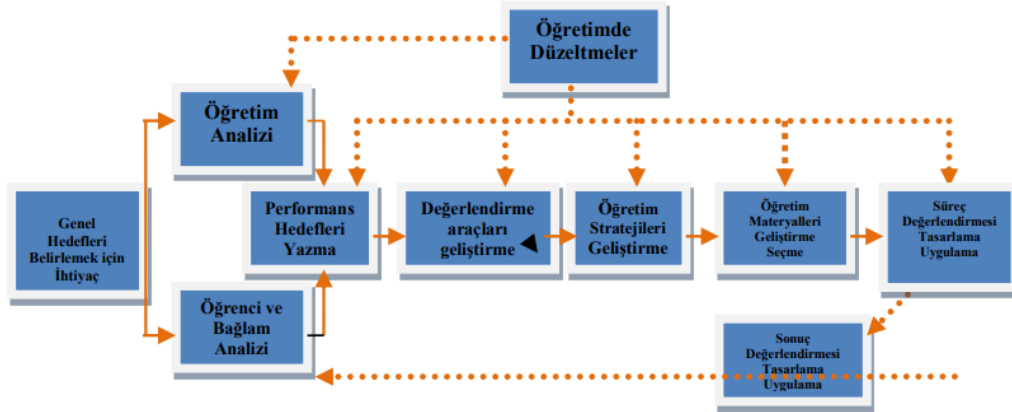 Öğretimde
Düzeltmeler
Öğretim
Analizi
Genel
Hedefleri
Belirlemek için
İhtiyaç
Performans
Hedefleri
Yazma
Değerlendirme
araçları
geliştirme
Öğretim
Stratejileri
Geliştirme
Öğretim
Materyalleri
Geliştirme
Seçme
Süreç
Değerlendirmesi
Tasarlama
Uygulama
Öğrenci ve
Bağlam
Analizi
Sonuç
Değerlendirmesi
Tasarlama
Uygulama